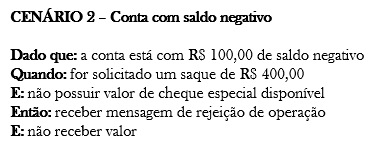 CENÁRIO 2 – Conta com saldo negativo
Dado que: a conta está com R$ 100,00 de saldo negativo
Quando: for solicitado um saque de R$ 400,00
E: não possuir valor de cheque especial disponível
Então: receber mensagem de rejeição de operação
E: não receber valor